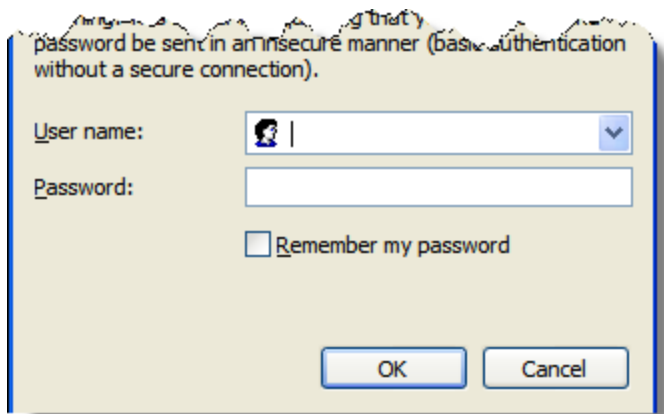 password be sent in an insecure manner (basic authentication
without a secure connection).
User name:
Password:
Remember my password
OK
Cancel